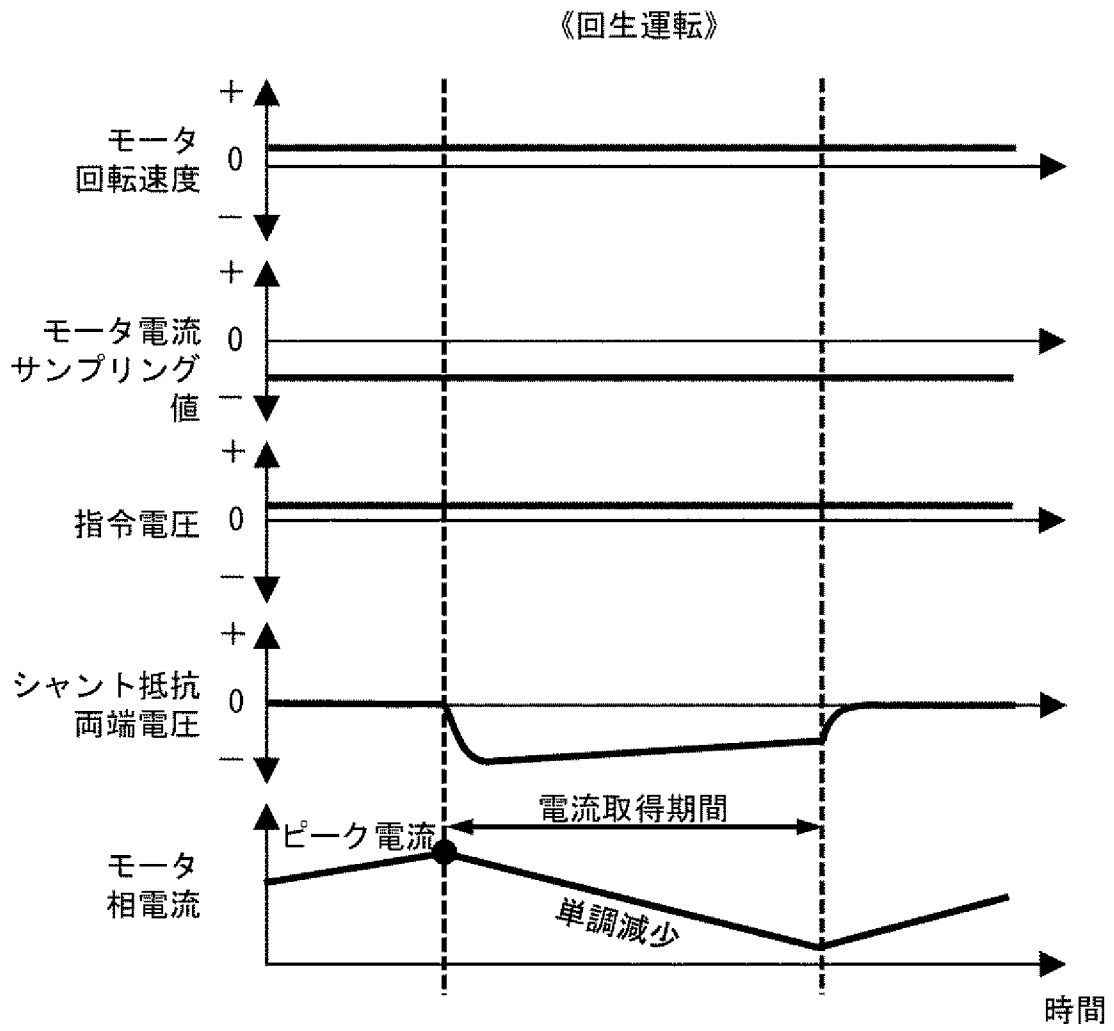 《回生運転》
+
モータ
回転速度
0
−
+
モータ電流
サンプリング
値
0
−
+
指令電圧
0
−
+
シャント抵抗
両端電圧
0
−
電流取得期間
ピーク電流
モータ
相電流
単調減少
時間